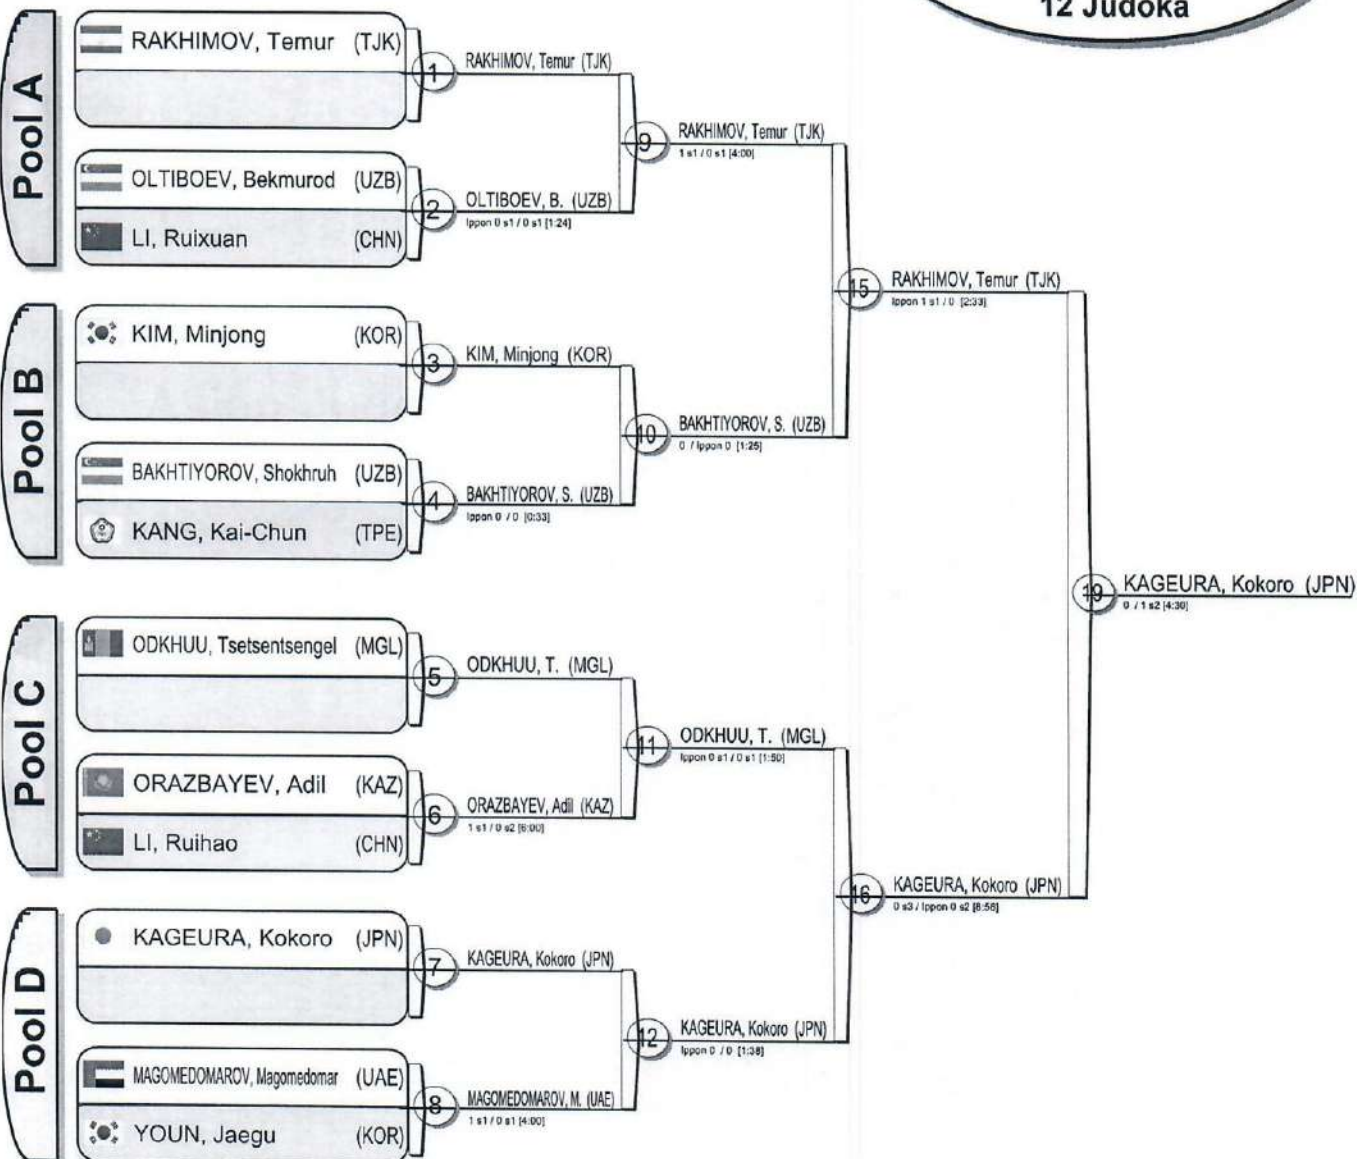 12 Judoka
Pool A
RAKHIMOV, Temur (TJK)
OLTIBOEV, Bekmurod (UZB)
LI, Ruixuan (CHN)
Pool B
KIM, Minjong (KOR)
BAKHTIYOROV, Shokhruh (UZB)
KANG, Kai-Chun (TPE)
Pool C
ODKHUU, Tsetsentsengel (MGL)
ORAZBAYEV, Adil (KAZ)
LI, Ruihao (CHN)
Pool D
KAGEURA, Kokoro (JPN)
MAGOMEDOMAROV, Magomedomar (UAE)
YOUN, Jaegu (KOR)
1 RAKHIMOV, Temur (TJK)
2 OLTIBOEV, B. (UZB)
Ippon 0 s1 / 0 s1 [1:24]
3 KIM, Minjong (KOR)
4 BAKHTIYOROV, S. (UZB)
Ippon 0 / 0 [0:33]
5 ODKHUU, T. (MGL)
6 ORAZBAYEV, Adil (KAZ)
1 s1 / 0 s2 [6:00]
7 KAGEURA, Kokoro (JPN)
8 MAGOMEDOMAROV, M. (UAE)
1 s1 / 0 s1 [4:00]
9 RAKHIMOV, Temur (TJK)
1 s1 / 0 s1 [4:00]
10 BAKHTIYOROV, S. (UZB)
0 / Ippon 0 [1:25]
11 ODKHUU, T. (MGL)
Ippon 0 s1 / 0 s1 [1:50]
12 KAGEURA, Kokoro (JPN)
Ippon 0 / 0 [1:38]
15 RAKHIMOV, Temur (TJK)
Ippon 1 s1 / 0 [2:33]
16 KAGEURA, Kokoro (JPN)
0 s3 / Ippon 0 s2 [8:56]
19 KAGEURA, Kokoro (JPN)
0 / 1 s2 [4:30]